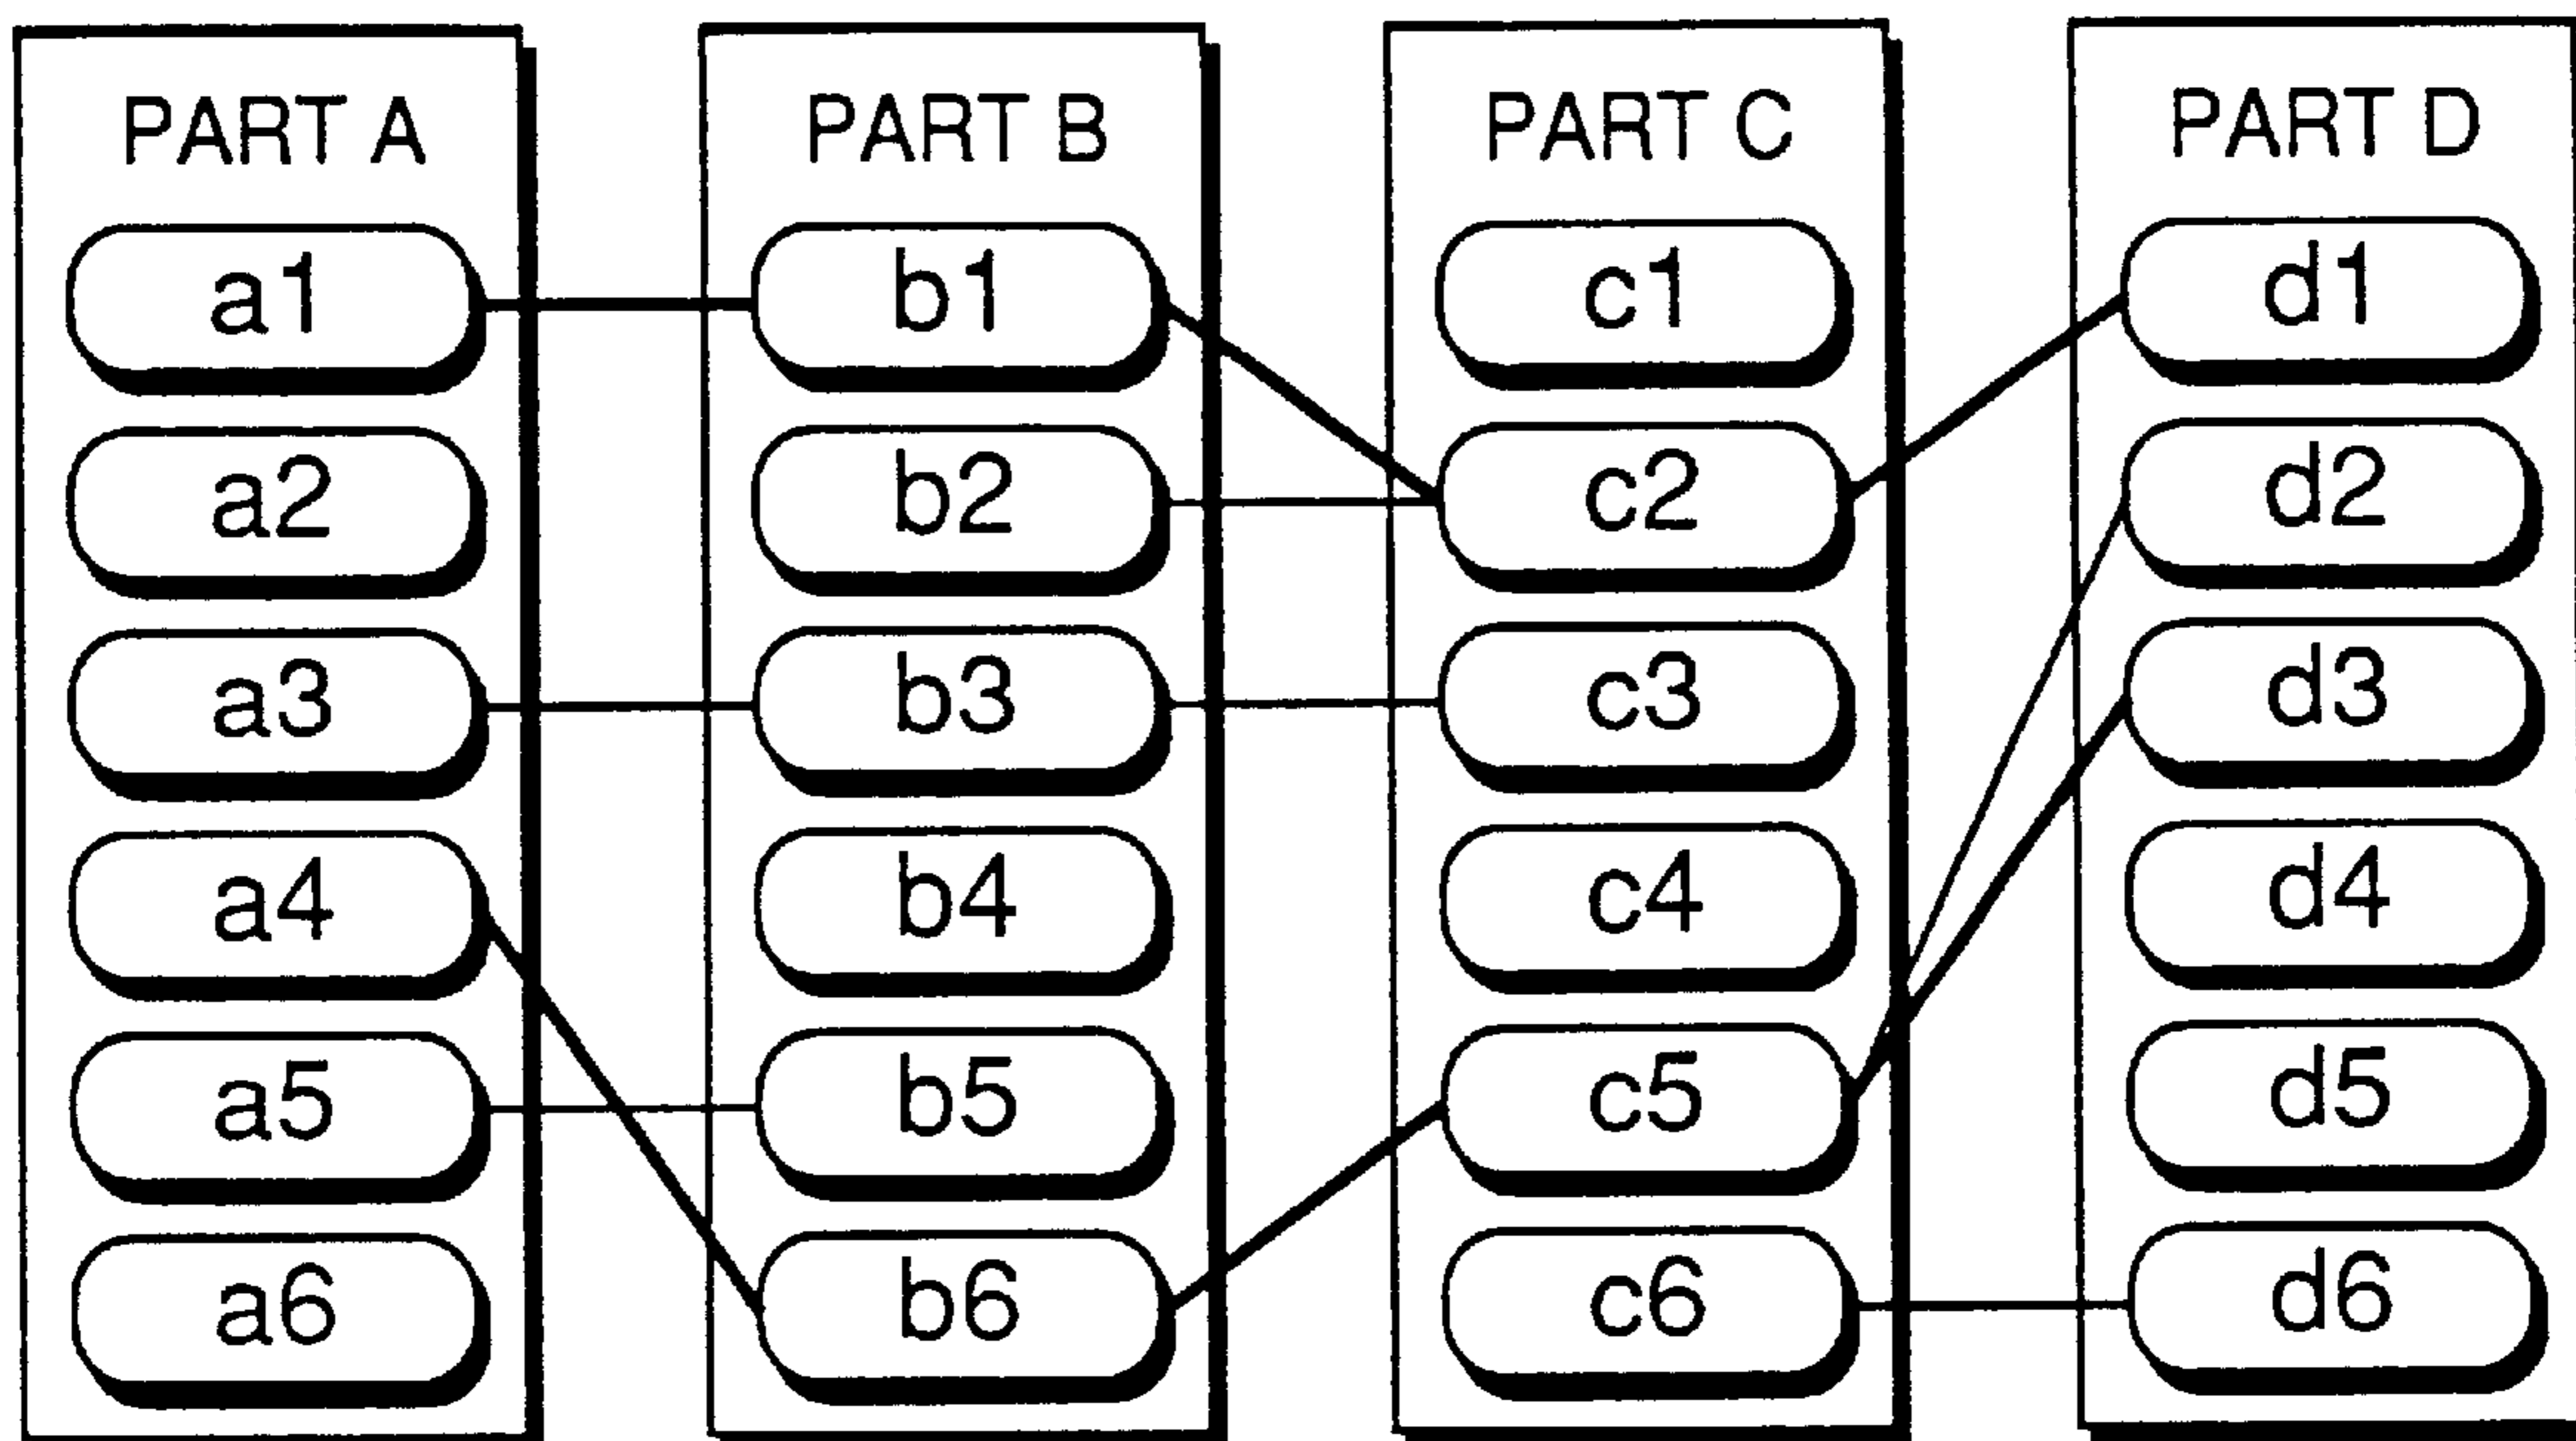 PART A PART B PART C PART D
a1 b1 c1 d1
a2 b2 c2 d2
a3 b3 c3 d3
a4 b4 c4 d4
a5 b5 c5 d5
a6 b6 c6 d6